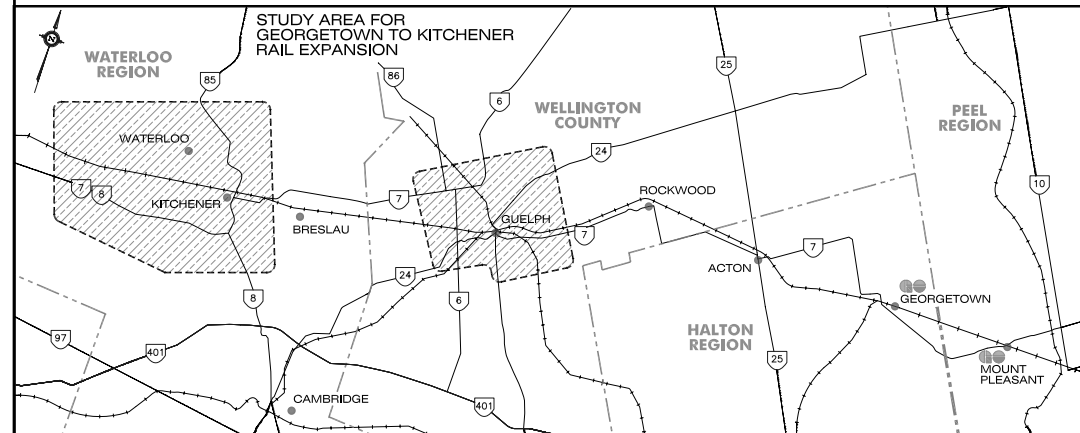 STUDY AREA FOR
GEORGETOWN TO KITCHENER
RAIL EXPANSION
WATERLOO
REGION
85
86
6
25
WELLINGTON
COUNTY
PEEL
REGION
WATERLOO
24
10
7
8
KITCHENER
7
ROCKWOOD
BRESLAU
GUELPH
7
7
ACTON
24
8
6
GEORGETOWN
HALTON
REGION
97
401
25
MOUNT
PLEASANT
CAMBRIDGE
401